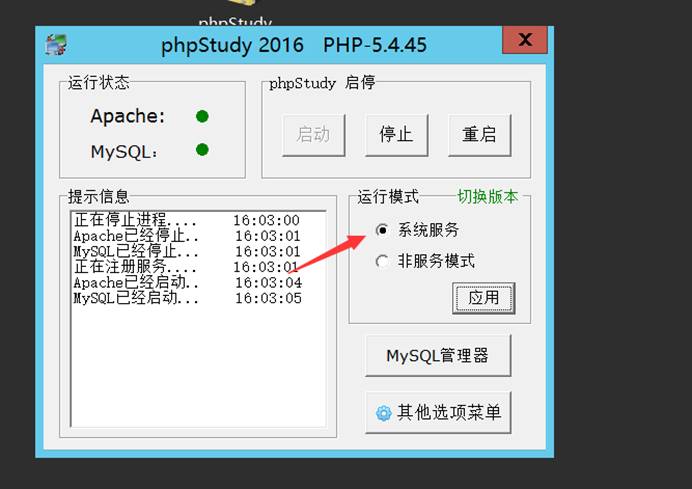 phpStudy
phpStudy 2016 PHP-5.4.45
X
运行状态
Apache:
MySQL:
phpStudy 启停
启动
停止
重启
提示信息
正在停止进程.... 16:03:00
Apache已经停止.. 16:03:01
MySQL已经停止... 16:03:01
正在注册服务.... 16:03:01
Apache已经启动.. 16:03:04
MySQL已经启动... 16:03:05
运行模式 切换版本
系统服务
非服务模式
应用
MySQL管理器
其他选项菜单